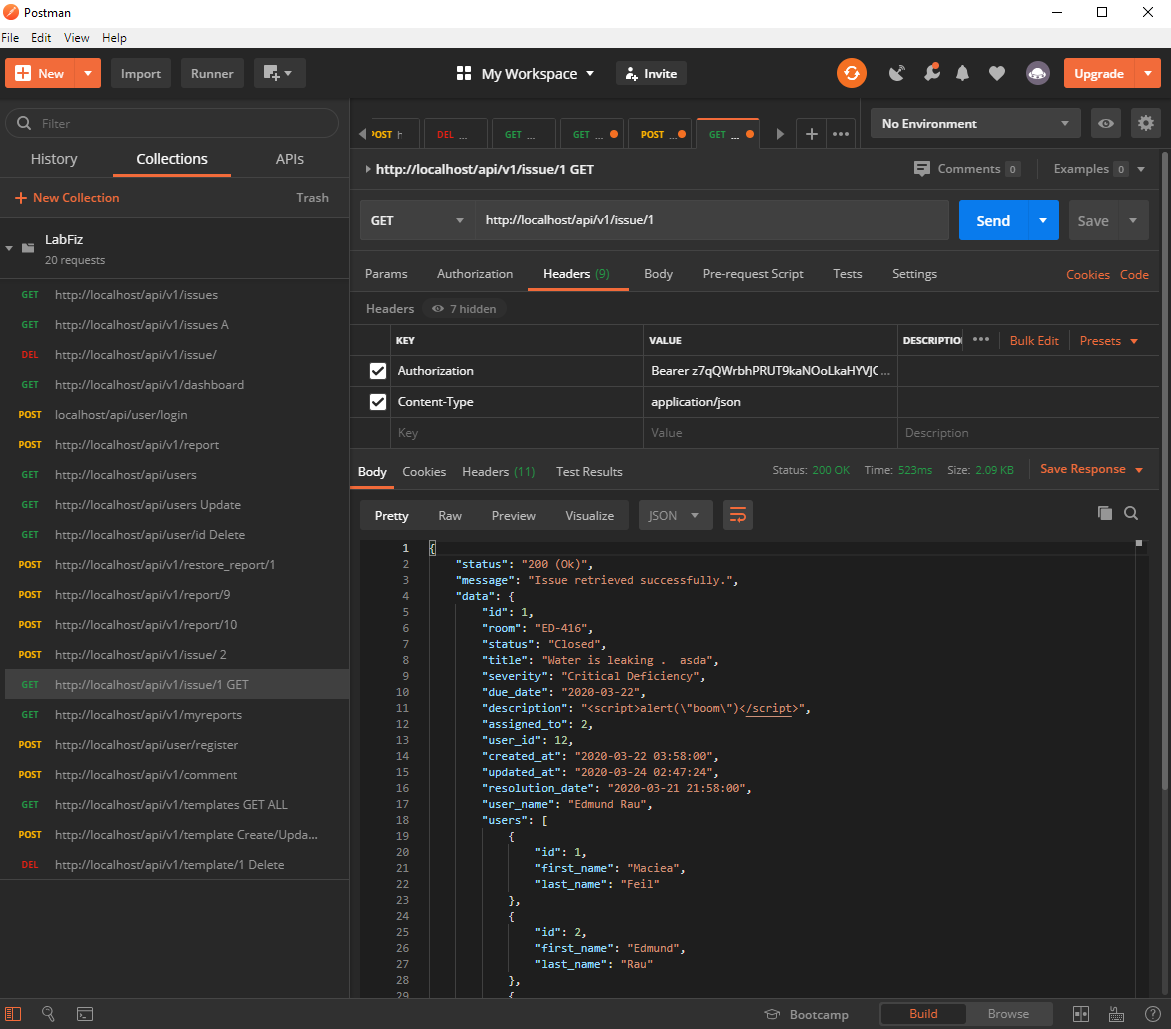 Postman
File Edit View Help
New Import Runner My Workspace Invite Upgrade
Filter
History Collections APIs
New Collection Trash
LabFiz
20 requests
GET http://localhost/api/v1/issues
GET http://localhost/api/v1/issues A
DEL http://localhost/api/v1/issue/
GET http://localhost/api/v1/dashboard
POST localhost/api/user/login
POST http://localhost/api/v1/report
GET http://localhost/api/users
GET http://localhost/api/users Update
GET http://localhost/api/user/id Delete
POST http://localhost/api/v1/restore_report/1
POST http://localhost/api/v1/report/9
POST http://localhost/api/v1/report/10
POST http://localhost/api/v1/issue/ 2
GET http://localhost/api/v1/issue/1 GET
GET http://localhost/api/v1/myreports
POST http://localhost/api/user/register
POST http://localhost/api/v1/comment
GET http://localhost/api/v1/templates GET ALL
POST http://localhost/api/v1/template Create/Upda...
DEL http://localhost/api/v1/template/1 Delete
POST h DEL ... GET ... GET ... POST ... GET ... No Environment
http://localhost/api/v1/issue/1 GET Comments 0 Examples 0
GET http://localhost/api/v1/issue/1 Send Save
Params Authorization Headers (9) Body Pre-request Script Tests Settings Cookies Code
Headers 7 hidden
KEY VALUE DESCRIPTIO ... Bulk Edit Presets
Authorization Bearer z7qQWrbhPRUT9kaNOoLkaHYVJC ...
Content-Type application/json
Key Value Description
Body Cookies Headers (11) Test Results Status: 200 OK Time: 523ms Size: 2.09 KB Save Response
Pretty Raw Preview Visualize JSON
1 {
2 "status": "200 (Ok)",
3 "message": "Issue retrieved successfully.",
4 "data": {
5 "id": 1,
6 "room": "ED-416",
7 "status": "Closed",
8 "title": "Water is leaking .  asda",
9 "severity": "Critical Deficiency",
10 "due_date": "2020-03-22",
11 "description": "<script>alert(\"boom\")</script>",
12 "assigned_to": 2,
13 "user_id": 12,
14 "created_at": "2020-03-22 03:58:00",
15 "updated_at": "2020-03-24 02:47:24",
16 "resolution_date": "2020-03-21 21:58:00",
17 "user_name": "Edmund Rau",
18 "users": [
19 {
20 "id": 1,
21 "first_name": "Maciea",
22 "last_name": "Feil"
23 },
24 {
25 "id": 2,
26 "first_name": "Edmund",
27 "last_name": "Rau"
28 },
29 {
Bootcamp Build Browse